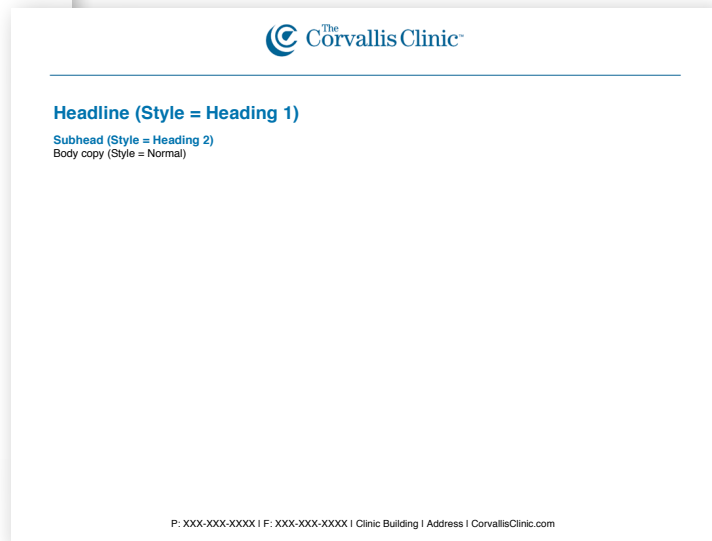 The
Corvallis Clinic™
Headline (Style = Heading 1)
Subhead (Style = Heading 2)
Body copy (Style = Normal)
P: XXX-XXX-XXXX I F: XXX-XXX-XXXX I Clinic Building I Address I CorvallisClinic.com